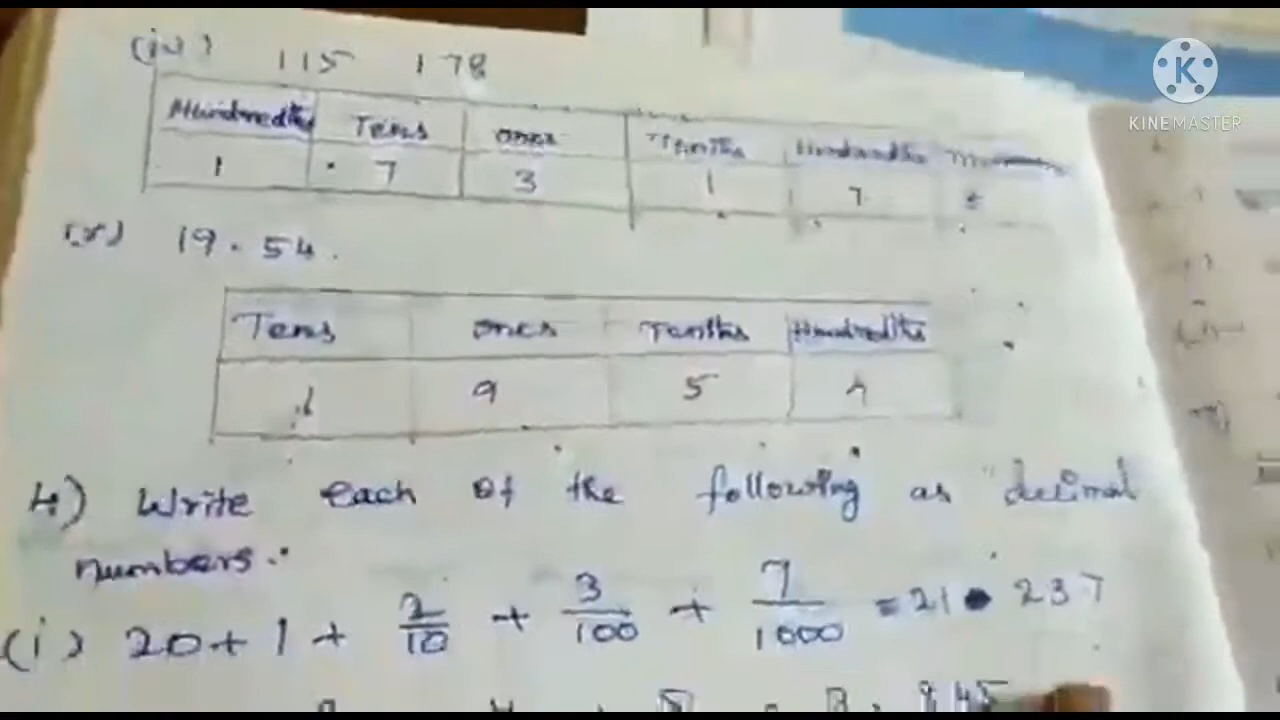 (iv) 115 178
Hundredths Tens ones Tenths Hundredths
1 7 3 1 7
(v) 19.54.
Tens ones Tenths Hundredths
1 9 5 4
4) Write each of the following as decimal
numbers.
(i) 20 + 1 + 2/10 + 3/100 + 7/1000 = 21.237
KINEMASTER